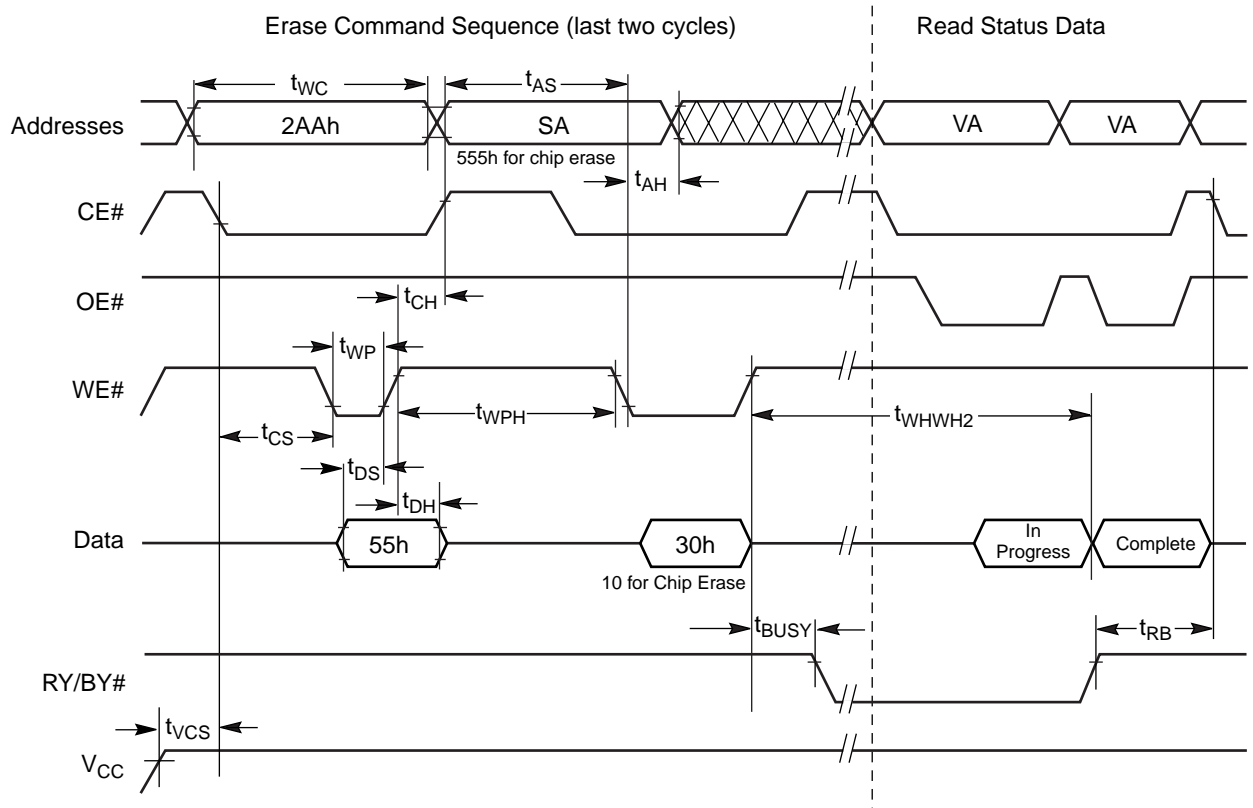 Erase Command Sequence (last two cycles)
Read Status Data
tWC
tAS
Addresses
2AAh
SA
VA
VA
555h for chip erase
tAH
CE#
OE#
tCH
tWP
WE#
tWPH
tWHWH2
tCS
tDS
tDH
Data
55h
30h
In
Progress
Complete
10 for Chip Erase
tBUSY
tRB
RY/BY#
tVCS
VCC